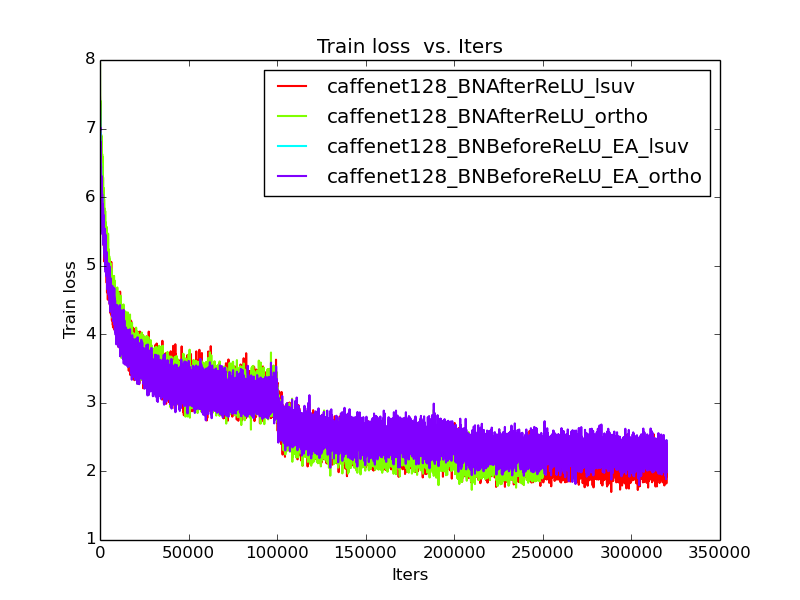 Train loss  vs. Iters
8
7
6
5
4
3
2
1
Train loss
caffenet128_BNAfterReLU_lsuv
caffenet128_BNAfterReLU_ortho
caffenet128_BNBeforeReLU_EA_lsuv
caffenet128_BNBeforeReLU_EA_ortho
0 50000 100000 150000 200000 250000 300000 350000
Iters